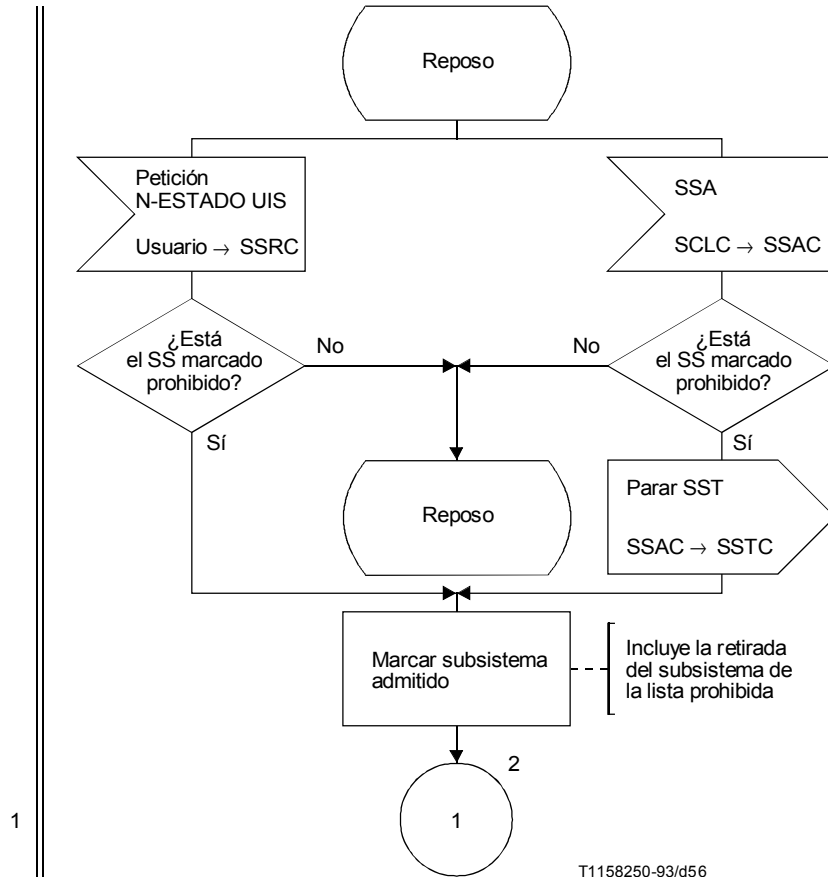 Reposo
Petición
N-ESTADO UIS
Usuario → SSRC
SSA
SCLC → SSAC
¿Está
el SS marcado
prohibido?
No
No
¿Está
el SS marcado
prohibido?
Sí
Sí
Reposo
Parar SST
SSAC → SSTC
Marcar subsistema
admitido
Incluye la retirada
del subsistema de
la lista prohibida
2
1
1
T1158250-93/d56